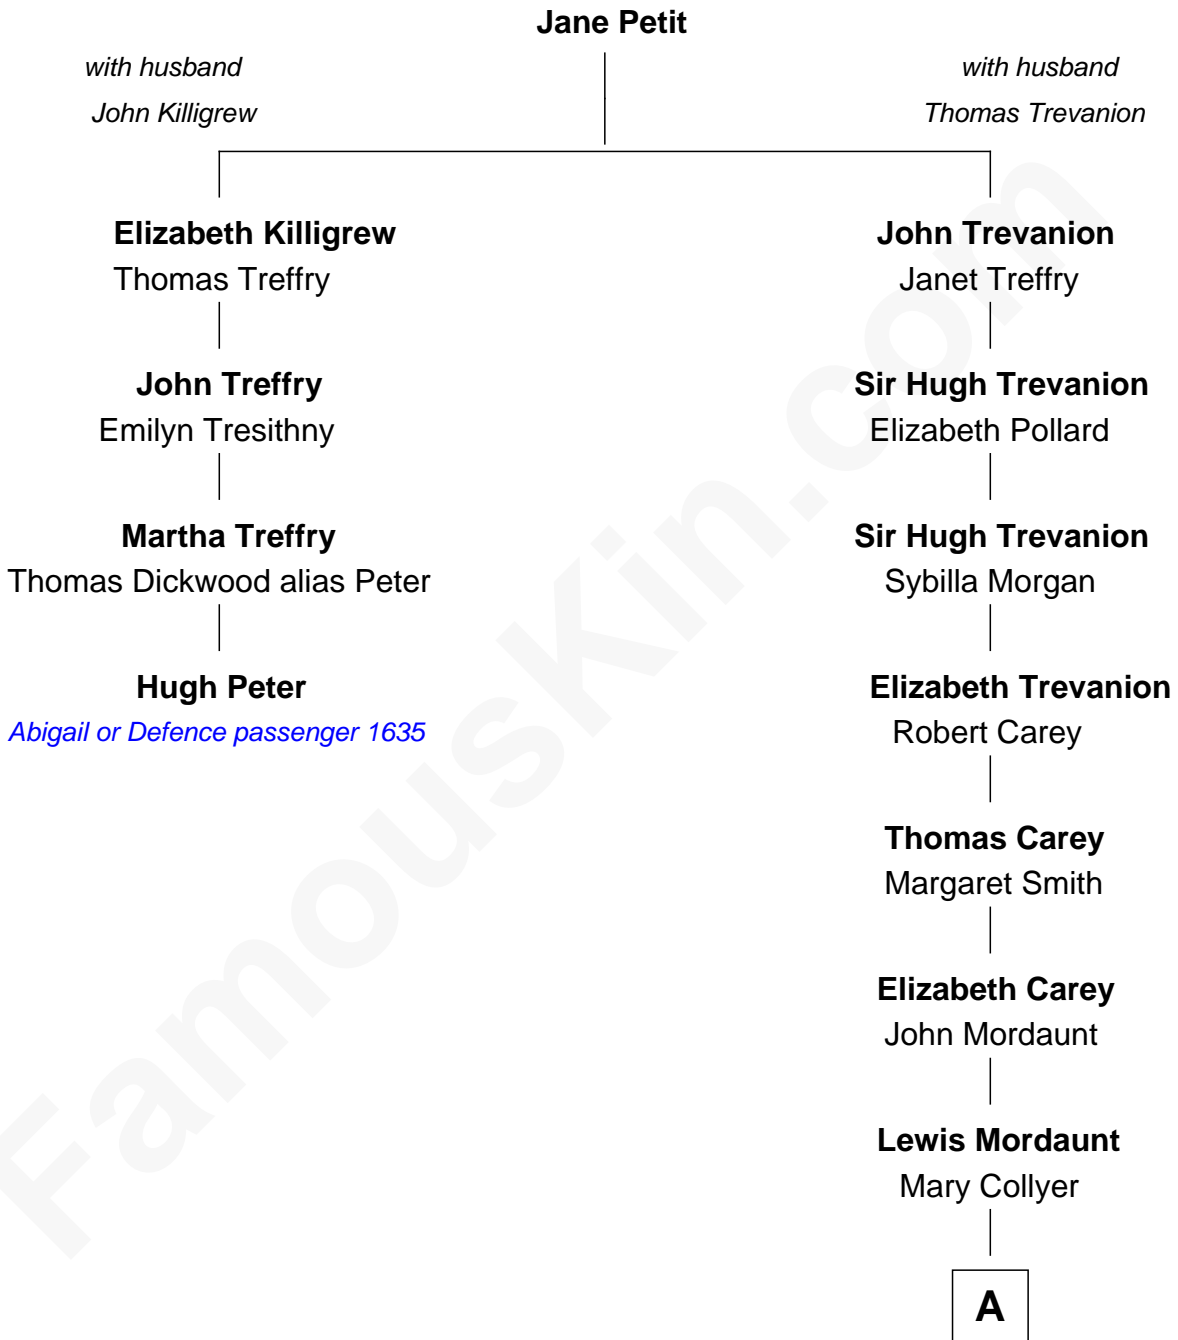 Jane Petit
with husband
John Killigrew
with husband
Thomas Trevanion
Elizabeth Killigrew
Thomas Treffry
John Trevanion
Janet Treffry
John Treffry
Emilyn Tresithny
Sir Hugh Trevanion
Elizabeth Pollard
Martha Treffry
Thomas Dickwood alias Peter
Sir Hugh Trevanion
Sybilla Morgan
Hugh Peter
Abigail or Defence passenger 1635
Elizabeth Trevanion
Robert Carey
Thomas Carey
Margaret Smith
Elizabeth Carey
John Mordaunt
Lewis Mordaunt
Mary Collyer
A
FamousKin.com